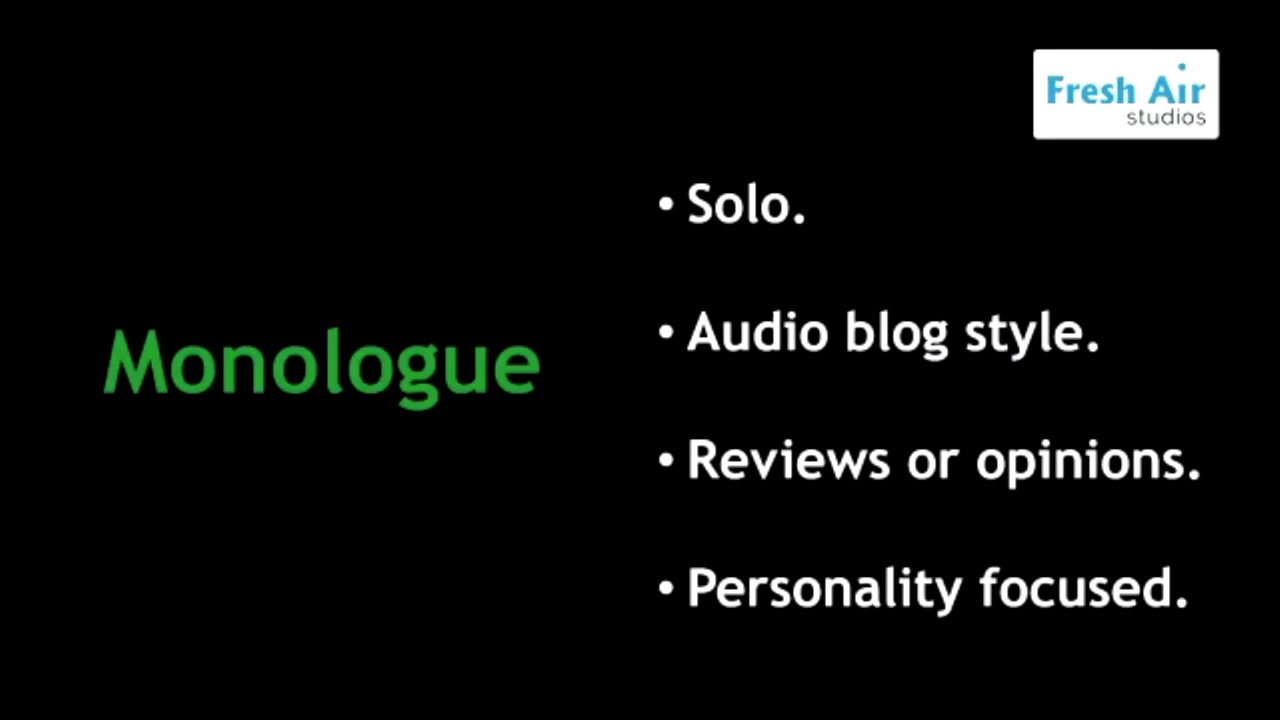 Fresh Air
studios
• Solo.
• Audio blog style.
Monologue
• Reviews or opinions.
• Personality focused.